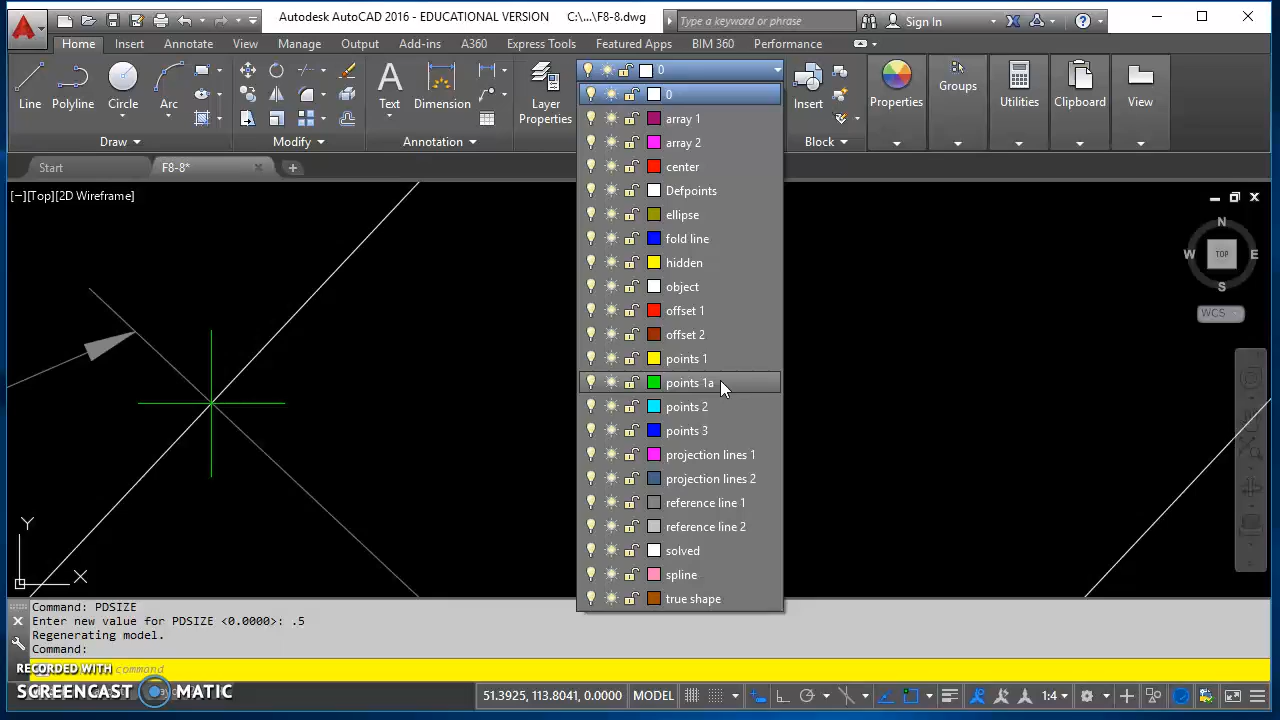 Autodesk AutoCAD 2016 - EDUCATIONAL VERSION C:\...\F8-8.dwg
Type a keyword or phrase
Sign In
Home Insert Annotate View Manage Output Add-ins A360 Express Tools Featured Apps BIM 360 Performance
0
Line Polyline Circle Arc Text Dimension Layer Properties Insert Properties Groups Utilities Clipboard View
Draw Modify Annotation Block
Start F8-8*
[−][Top][2D Wireframe]
0
array 1
array 2
center
Defpoints
ellipse
fold line
hidden
object
offset 1
offset 2
points 1
points 1a
points 2
points 3
projection lines 1
projection lines 2
reference line 1
reference line 2
solved
spline
true shape
N
W TOP E
S
WCS
Y
X
Command: PDSIZE
Enter new value for PDSIZE <0.0000>: .5
Regenerating model.
Command:
command
RECORDED WITH
SCREENCAST MATIC
51.3925, 113.8041, 0.0000 MODEL 1:4